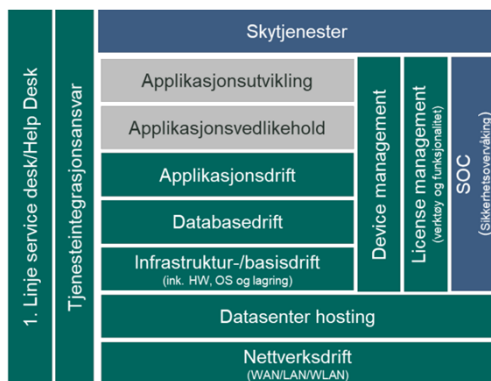 1. Linje service desk/Help Desk
Tjenesteintegrasjonsansvar
Skytjenester
Applikasjonsutvikling
Applikasjonsvedlikehold
Applikasjonsdrift
Databasedrift
Infrastruktur-/basisdrift
(ink. HW, OS og lagring)
Device management
License management
(verktøy og funksjonalitet)
SOC
(Sikkerhetsovervåking)
Datasenter hosting
Nettverksdrift
(WAN/LAN/WLAN)